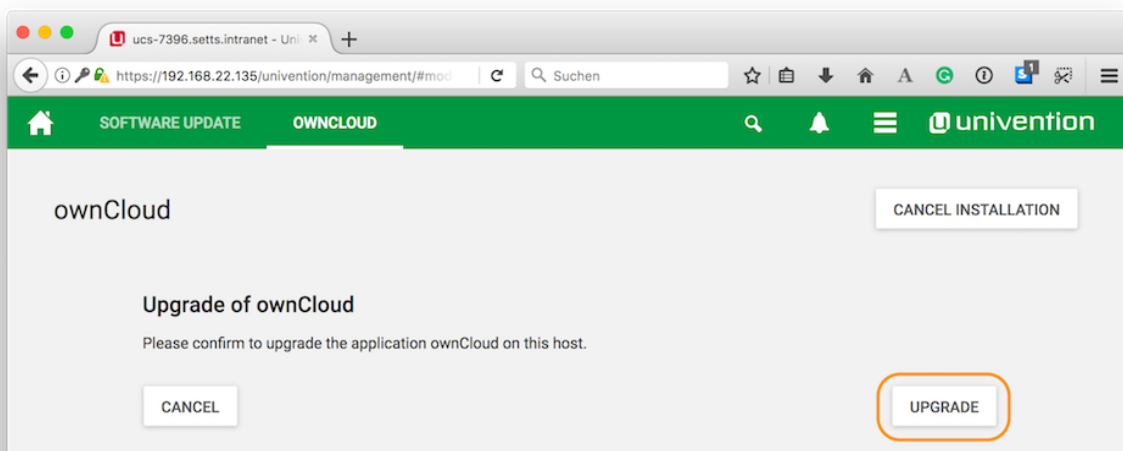 ucs-7396.setts.intranet - Uni
https://192.168.22.135/univention/management/#mod
Suchen
1
SOFTWARE UPDATE
OWNCLOUD
univention
ownCloud
CANCEL INSTALLATION
Upgrade of ownCloud
Please confirm to upgrade the application ownCloud on this host.
CANCEL
UPGRADE